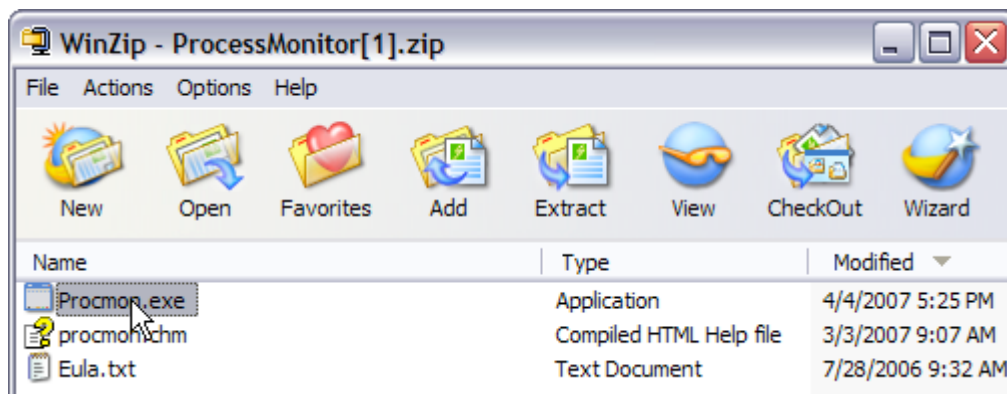 WinZip - ProcessMonitor[1].zip
File Actions Options Help
New Open Favorites Add Extract View CheckOut Wizard
Name Type Modified
Procmon.exe Application 4/4/2007 5:25 PM
procmon.chm Compiled HTML Help file 3/3/2007 9:07 AM
Eula.txt Text Document 7/28/2006 9:32 AM